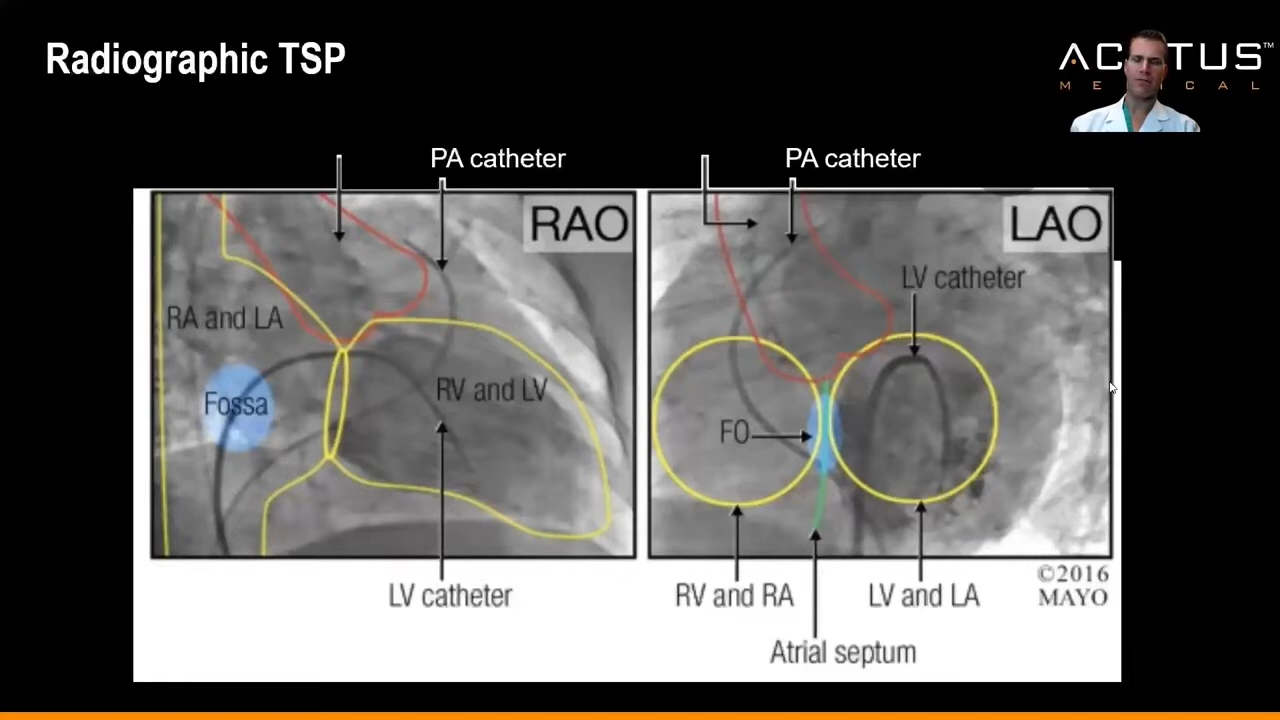 Radiographic TSP
PA catheter
PA catheter
RAO
LAO
LV catheter
RA and LA
RV and LV
Fossa
FO
LV catheter
RV and RA
LV and LA
©2016
MAYO
Atrial septum